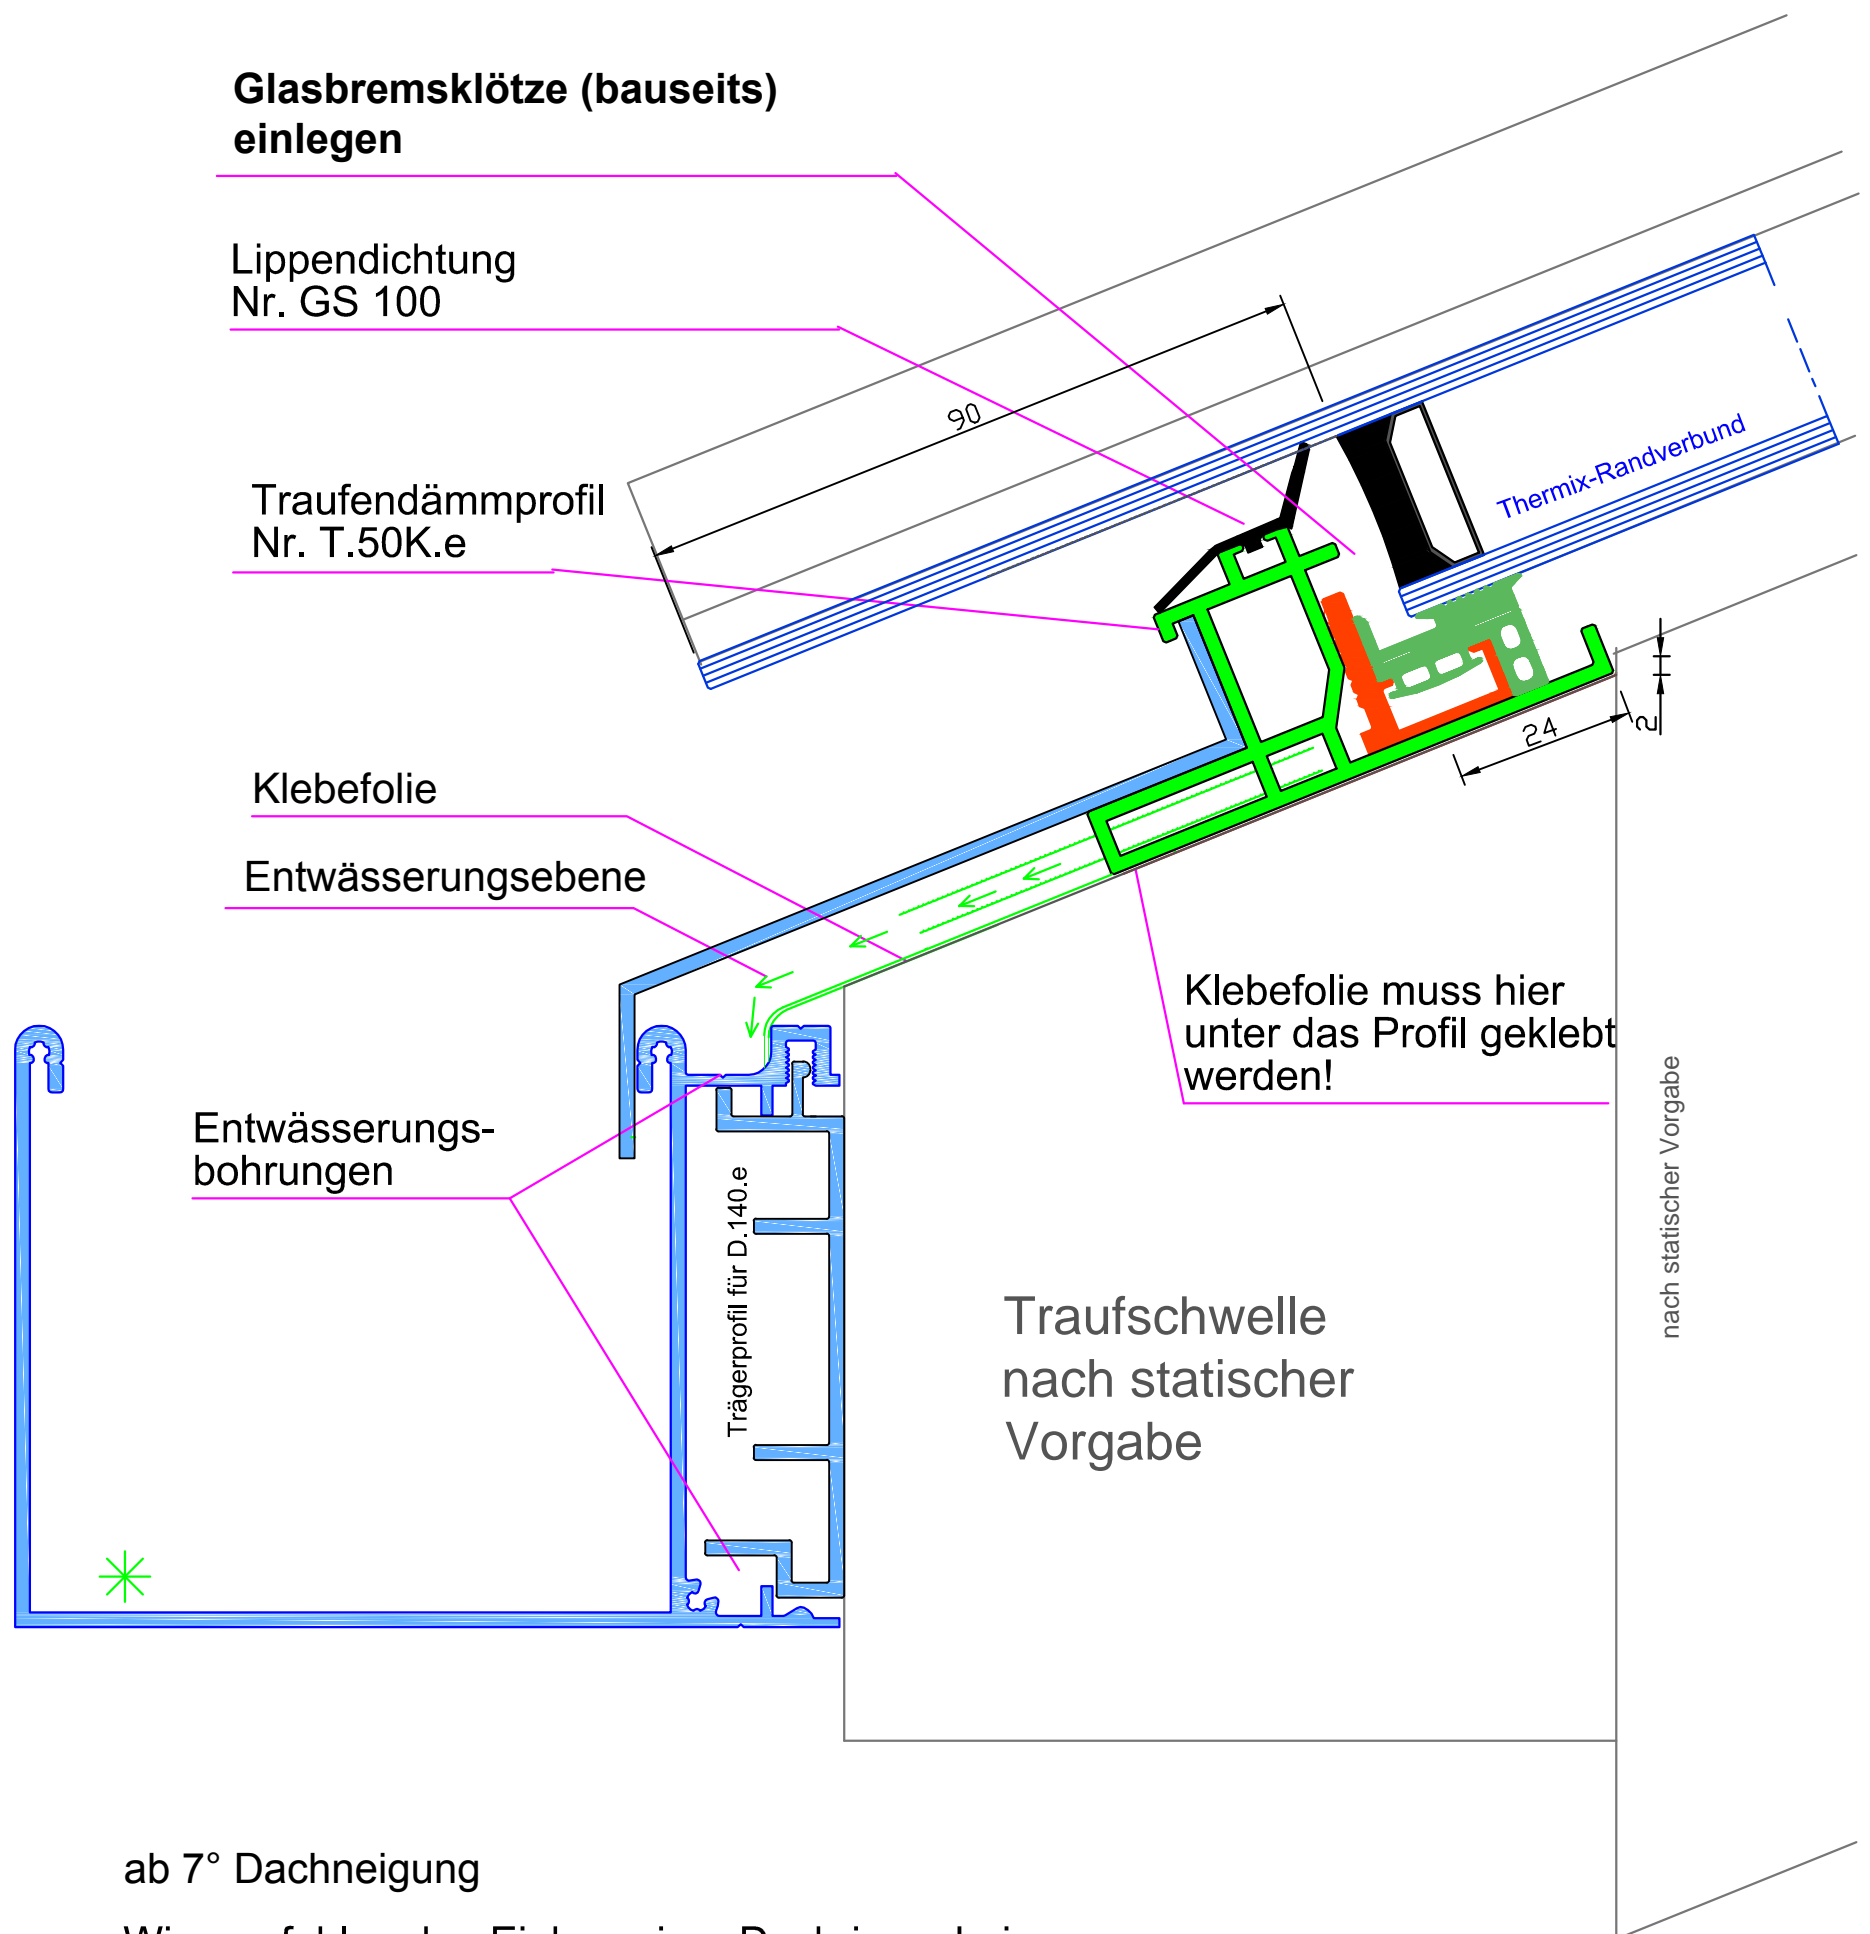 Glasbremsklötze (bauseits)
einlegen
Lippendichtung
Nr. GS 100
90
Thermix-Randverbund
Traufendämmprofil
Nr. T.50K.e
2
24
Klebefolie
Entwässerungsebene
Klebefolie muss hier
unter das Profil geklebt
werden!
nach statischer Vorgabe
Entwässerungs-
bohrungen
Trägerprofil für D.140.e
Traufschwelle
nach statischer
Vorgabe
ab 7° Dachneigung